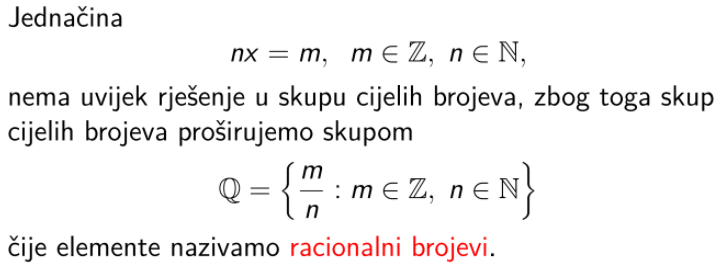 Jednačina
nx = m, m ∈ ℤ, n ∈ ℕ,
nema uvijek rješenje u skupu cijelih brojeva, zbog toga skup
cijelih brojeva proširujemo skupom
ℚ = { m/n : m ∈ ℤ, n ∈ ℕ }
čije elemente nazivamo racionalni brojevi.